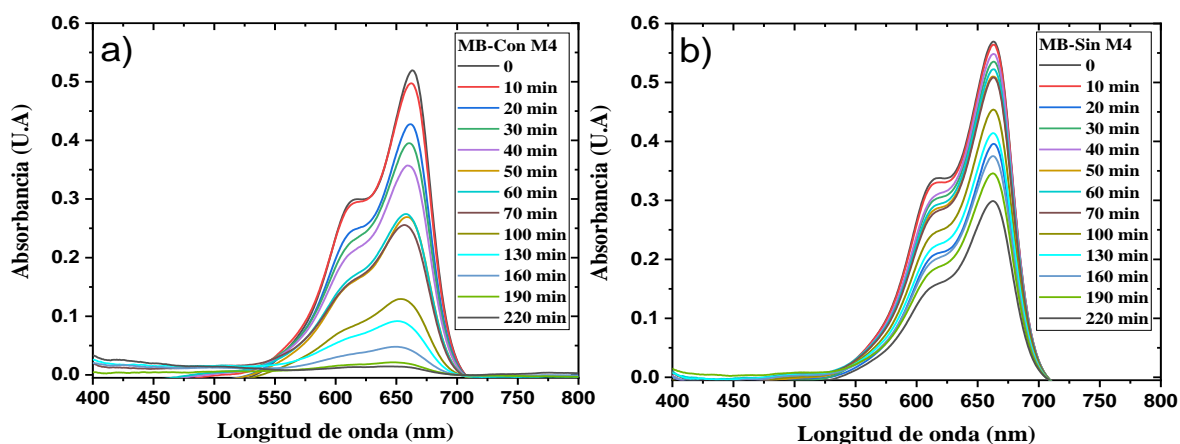 a)
MB-Con M4
0
10 min
20 min
30 min
40 min
50 min
60 min
70 min
100 min
130 min
160 min
190 min
220 min
0.6
0.5
0.4
0.3
0.2
0.1
0.0
Absorbancia (U.A)
400 450 500 550 600 650 700 750 800
Longitud de onda (nm)
b)
MB-Sin M4
0
10 min
20 min
30 min
40 min
50 min
60 min
70 min
100 min
130 min
160 min
190 min
220 min
0.6
0.5
0.4
0.3
0.2
0.1
0.0
Absorbancia (U.A)
400 450 500 550 600 650 700 750 800
Longitud de onda (nm)